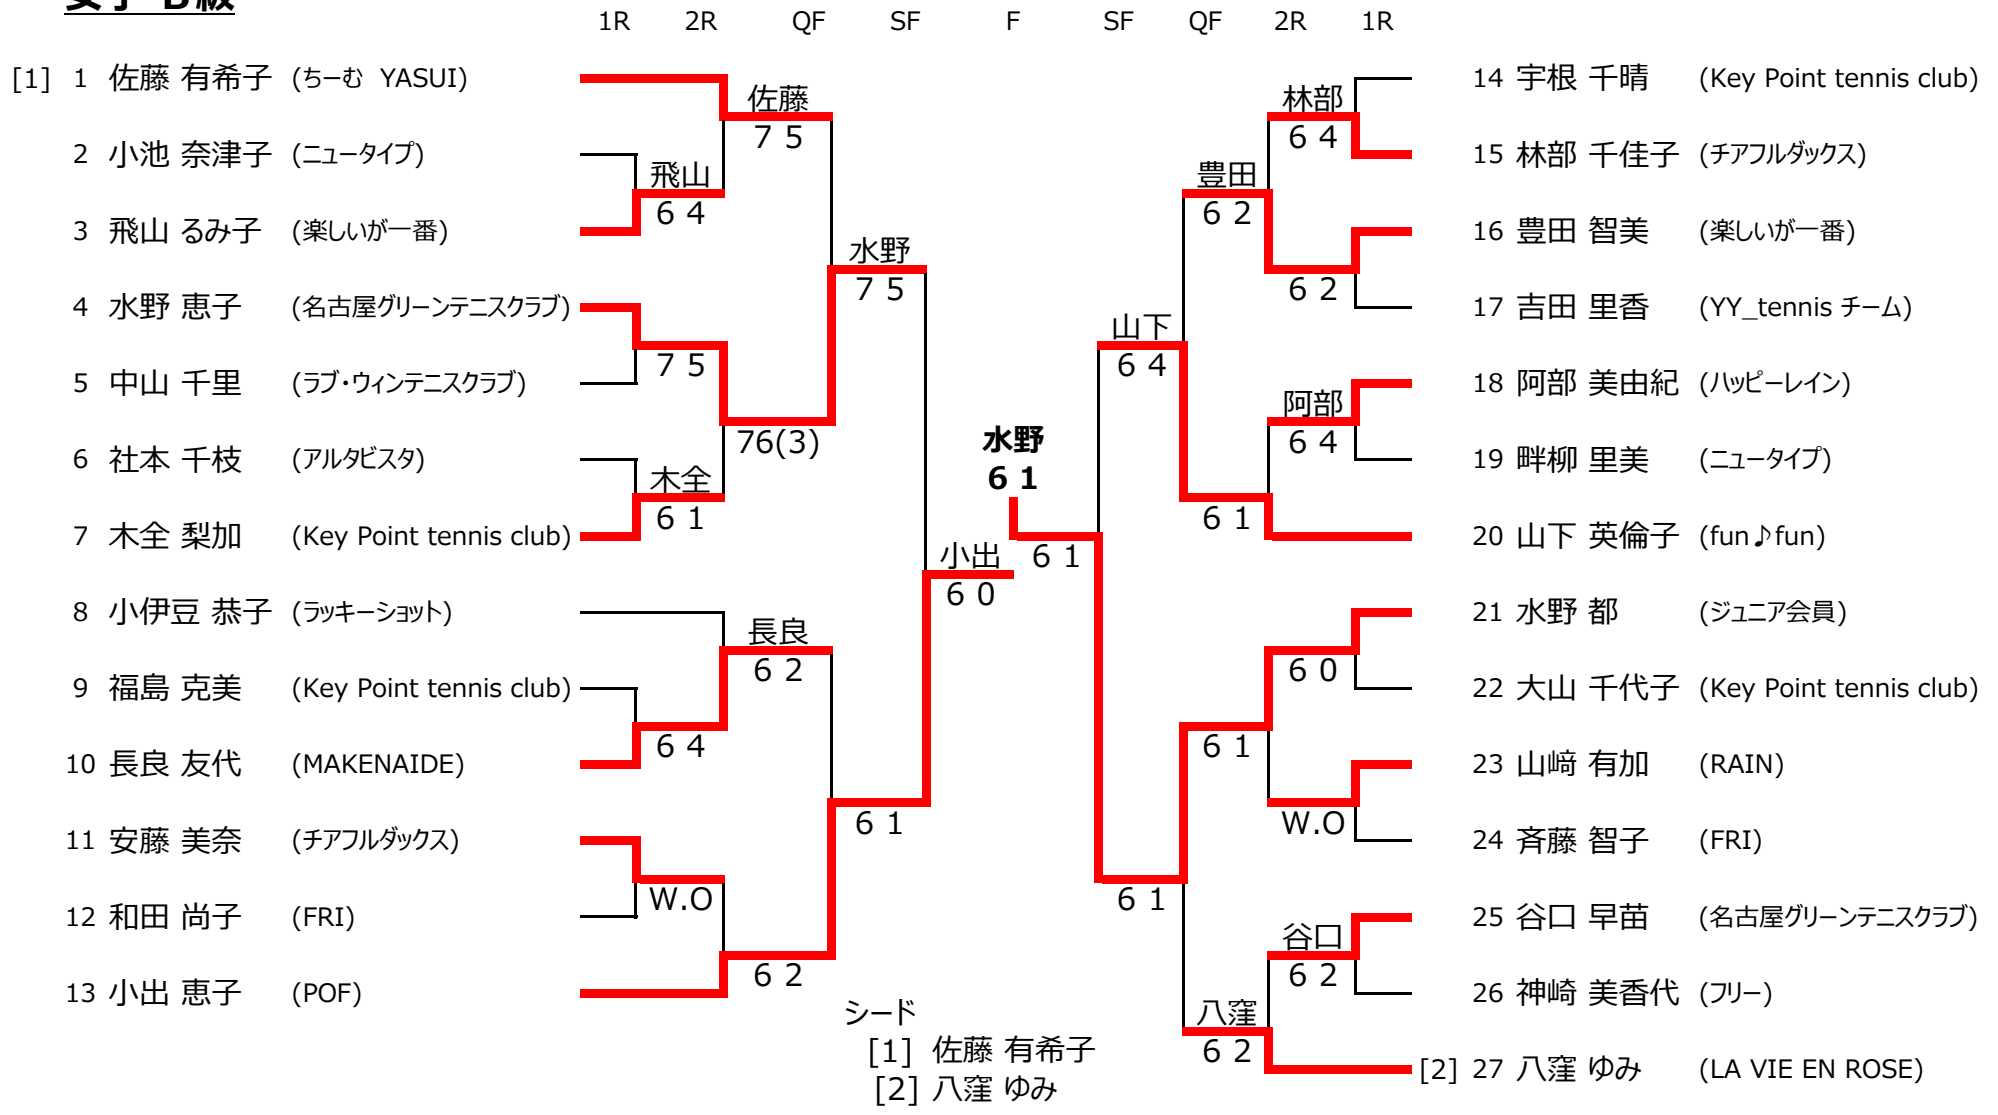 女子 B級
1R 2R QF SF F SF QF 2R 1R
[1] 1 佐藤 有希子 (ちーむ YASUI)
2 小池 奈津子 (ニュータイプ)
3 飛山 るみ子 (楽しいが一番)
4 水野 恵子 (名古屋グリーンテニスクラブ)
5 中山 千里 (ラブ・ウィンテニスクラブ)
6 社本 千枝 (アルタビスタ)
7 木全 梨加 (Key Point tennis club)
8 小伊豆 恭子 (ラッキーショット)
9 福島 克美 (Key Point tennis club)
10 長良 友代 (MAKENAIDE)
11 安藤 美奈 (チアフルダックス)
12 和田 尚子 (FRI)
13 小出 恵子 (POF)
飛山
6 4
7 5
木全
6 1
6 4
W.O
佐藤
7 5
76(3)
長良
6 2
6 2
水野
7 5
6 1
小出
6 0
水野
6 1
6 1
山下
6 4
6 1
豊田
6 2
6 1
6 1
八窪
6 2
林部
6 4
6 2
阿部
6 4
6 0
W.O
谷口
6 2
14 宇根 千晴 (Key Point tennis club)
15 林部 千佳子 (チアフルダックス)
16 豊田 智美 (楽しいが一番)
17 吉田 里香 (YY_tennis チーム)
18 阿部 美由紀 (ハッピーレイン)
19 畔柳 里美 (ニュータイプ)
20 山下 英倫子 (fun♪fun)
21 水野 都 (ジュニア会員)
22 大山 千代子 (Key Point tennis club)
23 山﨑 有加 (RAIN)
24 斉藤 智子 (FRI)
25 谷口 早苗 (名古屋グリーンテニスクラブ)
26 神崎 美香代 (フリー)
[2] 27 八窪 ゆみ (LA VIE EN ROSE)
シード
[1] 佐藤 有希子
[2] 八窪 ゆみ